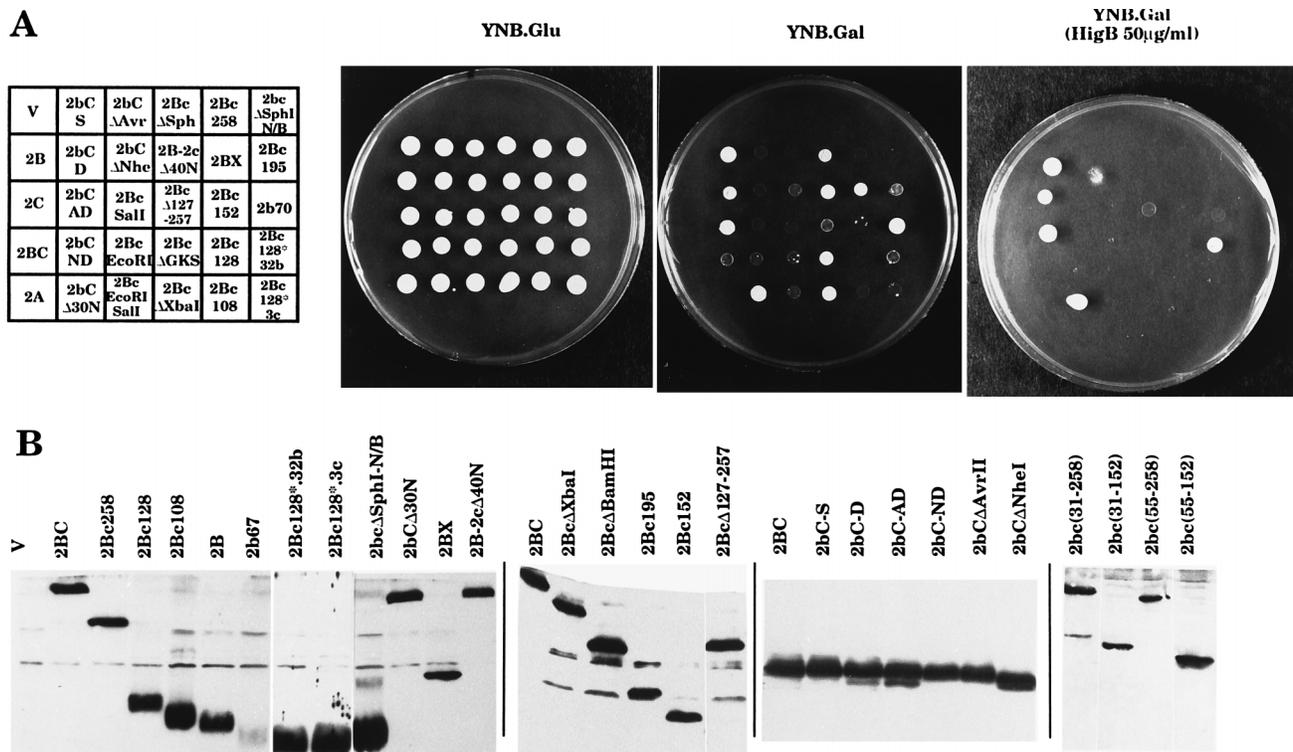 A
YNB.Glu
YNB.Gal
YNB.Gal
(HigB 50µg/ml)
V
2bC S
2bC ΔAvr
2Bc ΔSph
2Bc 258
2bc ΔSphI N/B
2B
2bC D
2bC ΔNhe
2B-2c Δ40N
2BX
2Bc 195
2C
2bC AD
2Bc SalI
2Bc Δ127 -257
2Bc 152
2b70
2BC
2bC ND
2Bc EcoRI
2Bc ΔGKS
2Bc 128
2Bc 128* 32b
2A
2bC Δ30N
2Bc EcoRI SalI
2Bc ΔXbaI
2Bc 108
2Bc 128* 3c
B
V
2BC
2Bc258
2Bc128
2Bc108
2B
2b67
2Bc128*.32b
2Bc128*.3c
2bcΔSphI-N/B
2bCΔ30N
2BX
2B-2cΔ40N
2BC
2BcΔXbaI
2BcΔBamHI
2Bc195
2Bc152
2BcΔ127-257
2BC
2bC-S
2bC-D
2bC-AD
2bC-ND
2bCΔAvrII
2bCΔNheI
2bc(31-258)
2bc(31-152)
2bc(55-258)
2bc(55-152)